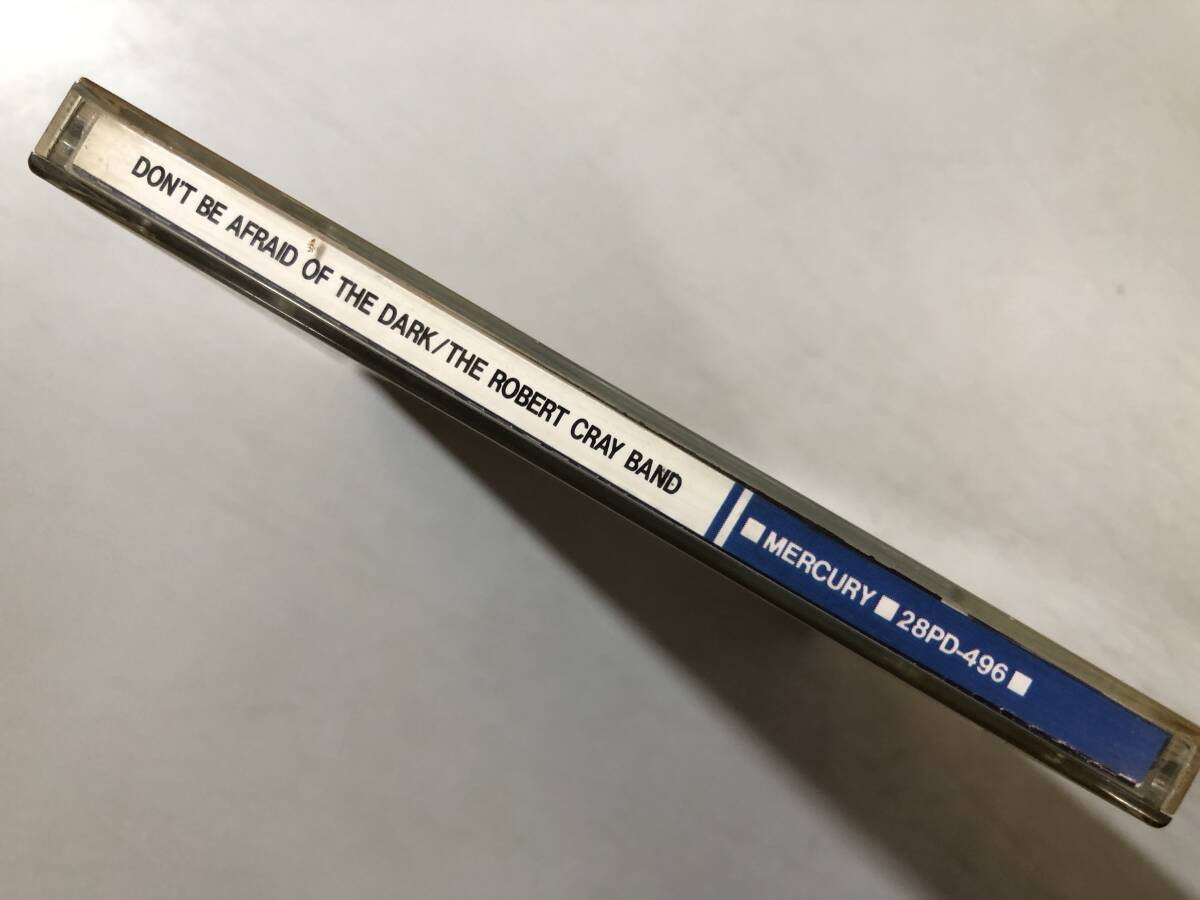 DON'T BE AFRAID OF THE DARK/THE ROBERT CRAY BAND ■MERCURY■28PD-496■